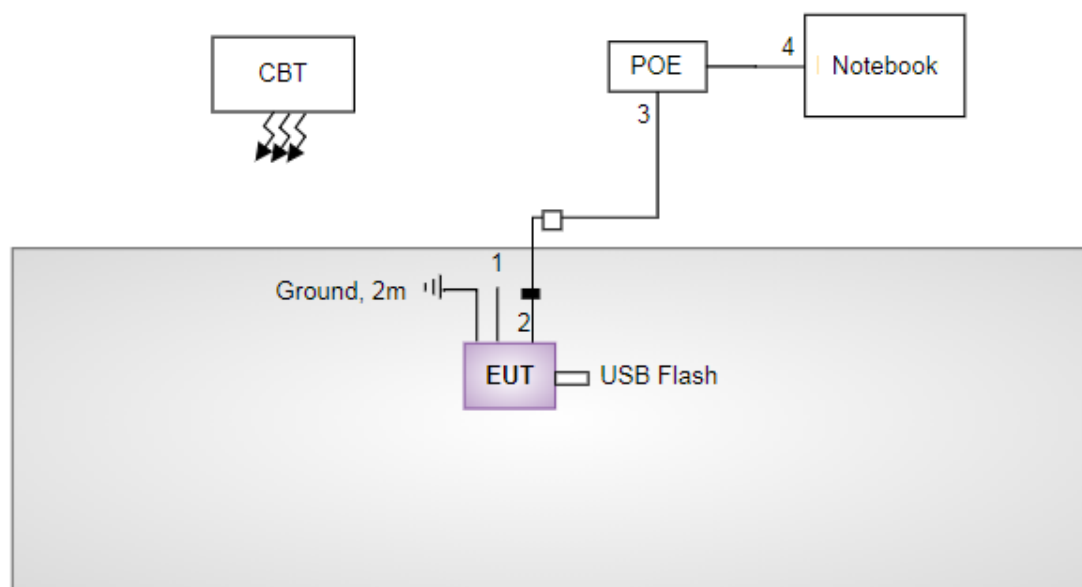 CBT
POE
4
Notebook
3
1
Ground, 2m
2
EUT
USB Flash